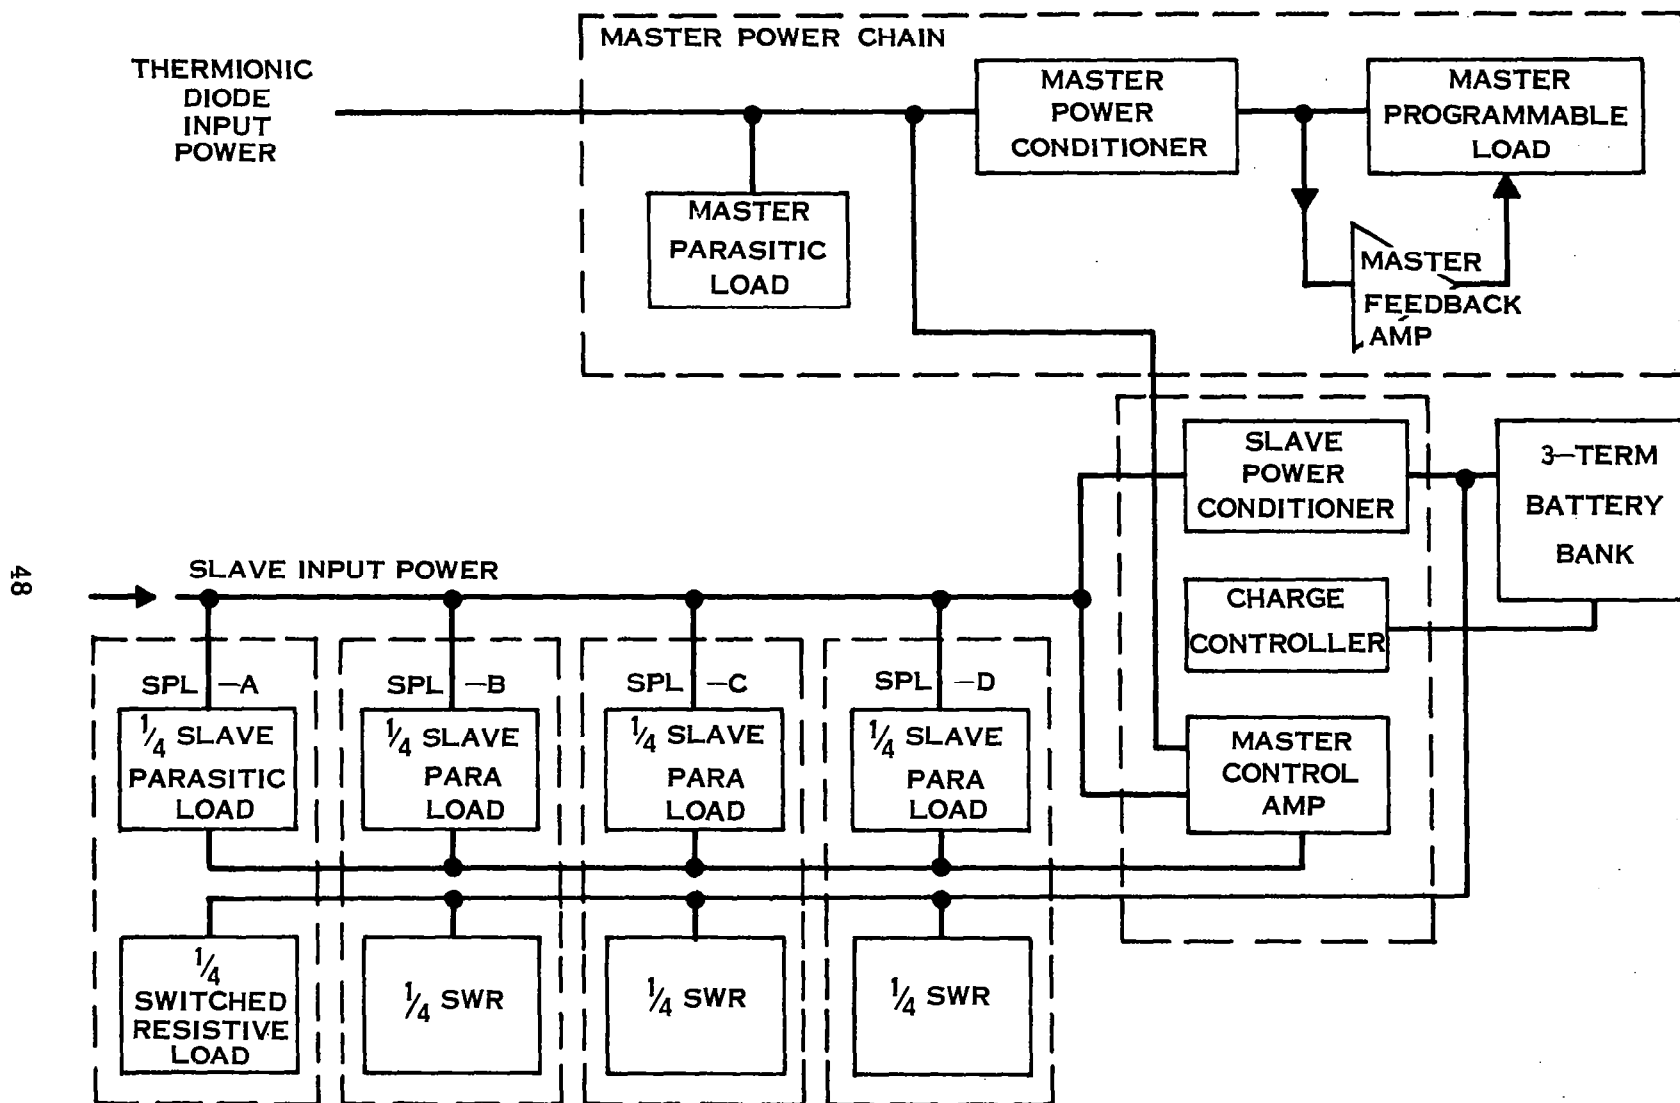 MASTER POWER CHAIN
THERMIONIC
DIODE
INPUT
POWER
MASTER
POWER
CONDITIONER
MASTER
PROGRAMMABLE
LOAD
MASTER
PARASITIC
LOAD
MASTER
FEEDBACK
AMP
SLAVE
POWER
CONDITIONER
3-TERM
BATTERY
BANK
CHARGE
CONTROLLER
MASTER
CONTROL
AMP
48
SLAVE INPUT POWER
SPL -A
1/4 SLAVE
PARASITIC
LOAD
SPL -B
1/4 SLAVE
PARA
LOAD
SPL -C
1/4 SLAVE
PARA
LOAD
SPL -D
1/4 SLAVE
PARA
LOAD
1/4
SWITCHED
RESISTIVE
LOAD
1/4 SWR
1/4 SWR
1/4 SWR